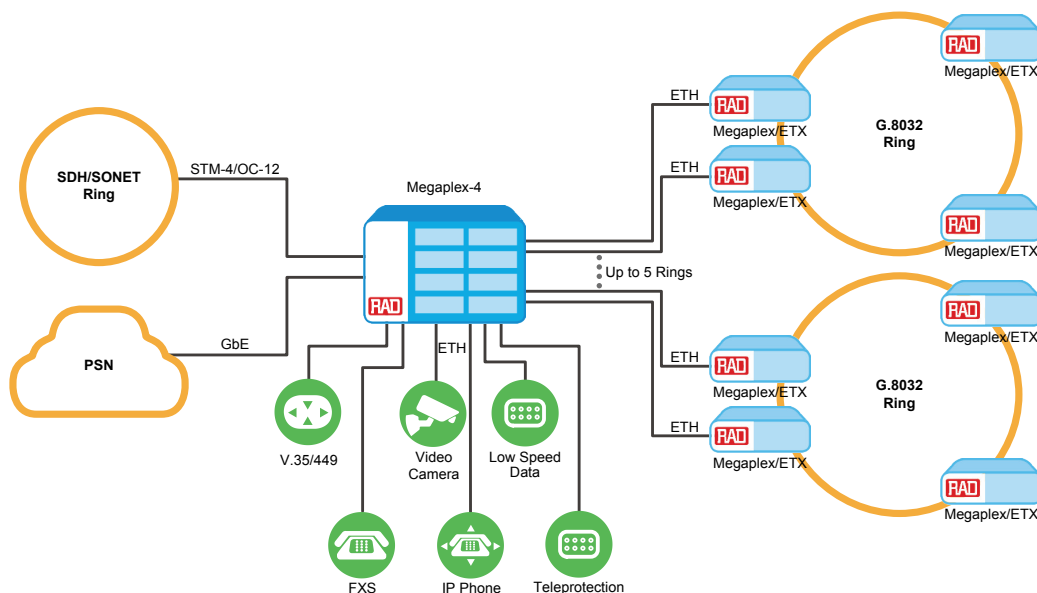 SDH/SONET
Ring
STM-4/OC-12
PSN
GbE
Megaplex-4
RAD
ETH
V.35/449
Video
Camera
Low Speed
Data
FXS
IP Phone
Teleprotection
Up to 5 Rings
ETH
RAD
Megaplex/ETX
ETH
RAD
Megaplex/ETX
RAD
Megaplex/ETX
G.8032
Ring
RAD
Megaplex/ETX
ETH
RAD
Megaplex/ETX
ETH
RAD
Megaplex/ETX
RAD
Megaplex/ETX
G.8032
Ring
RAD
Megaplex/ETX